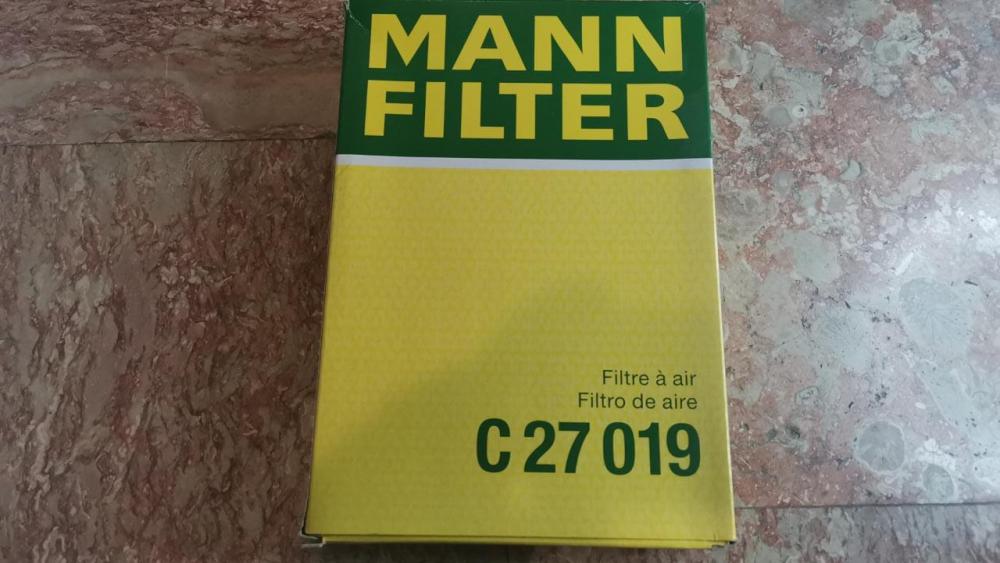 MANN
FILTER
Filtre à air
Filtro de aire
C 27 019